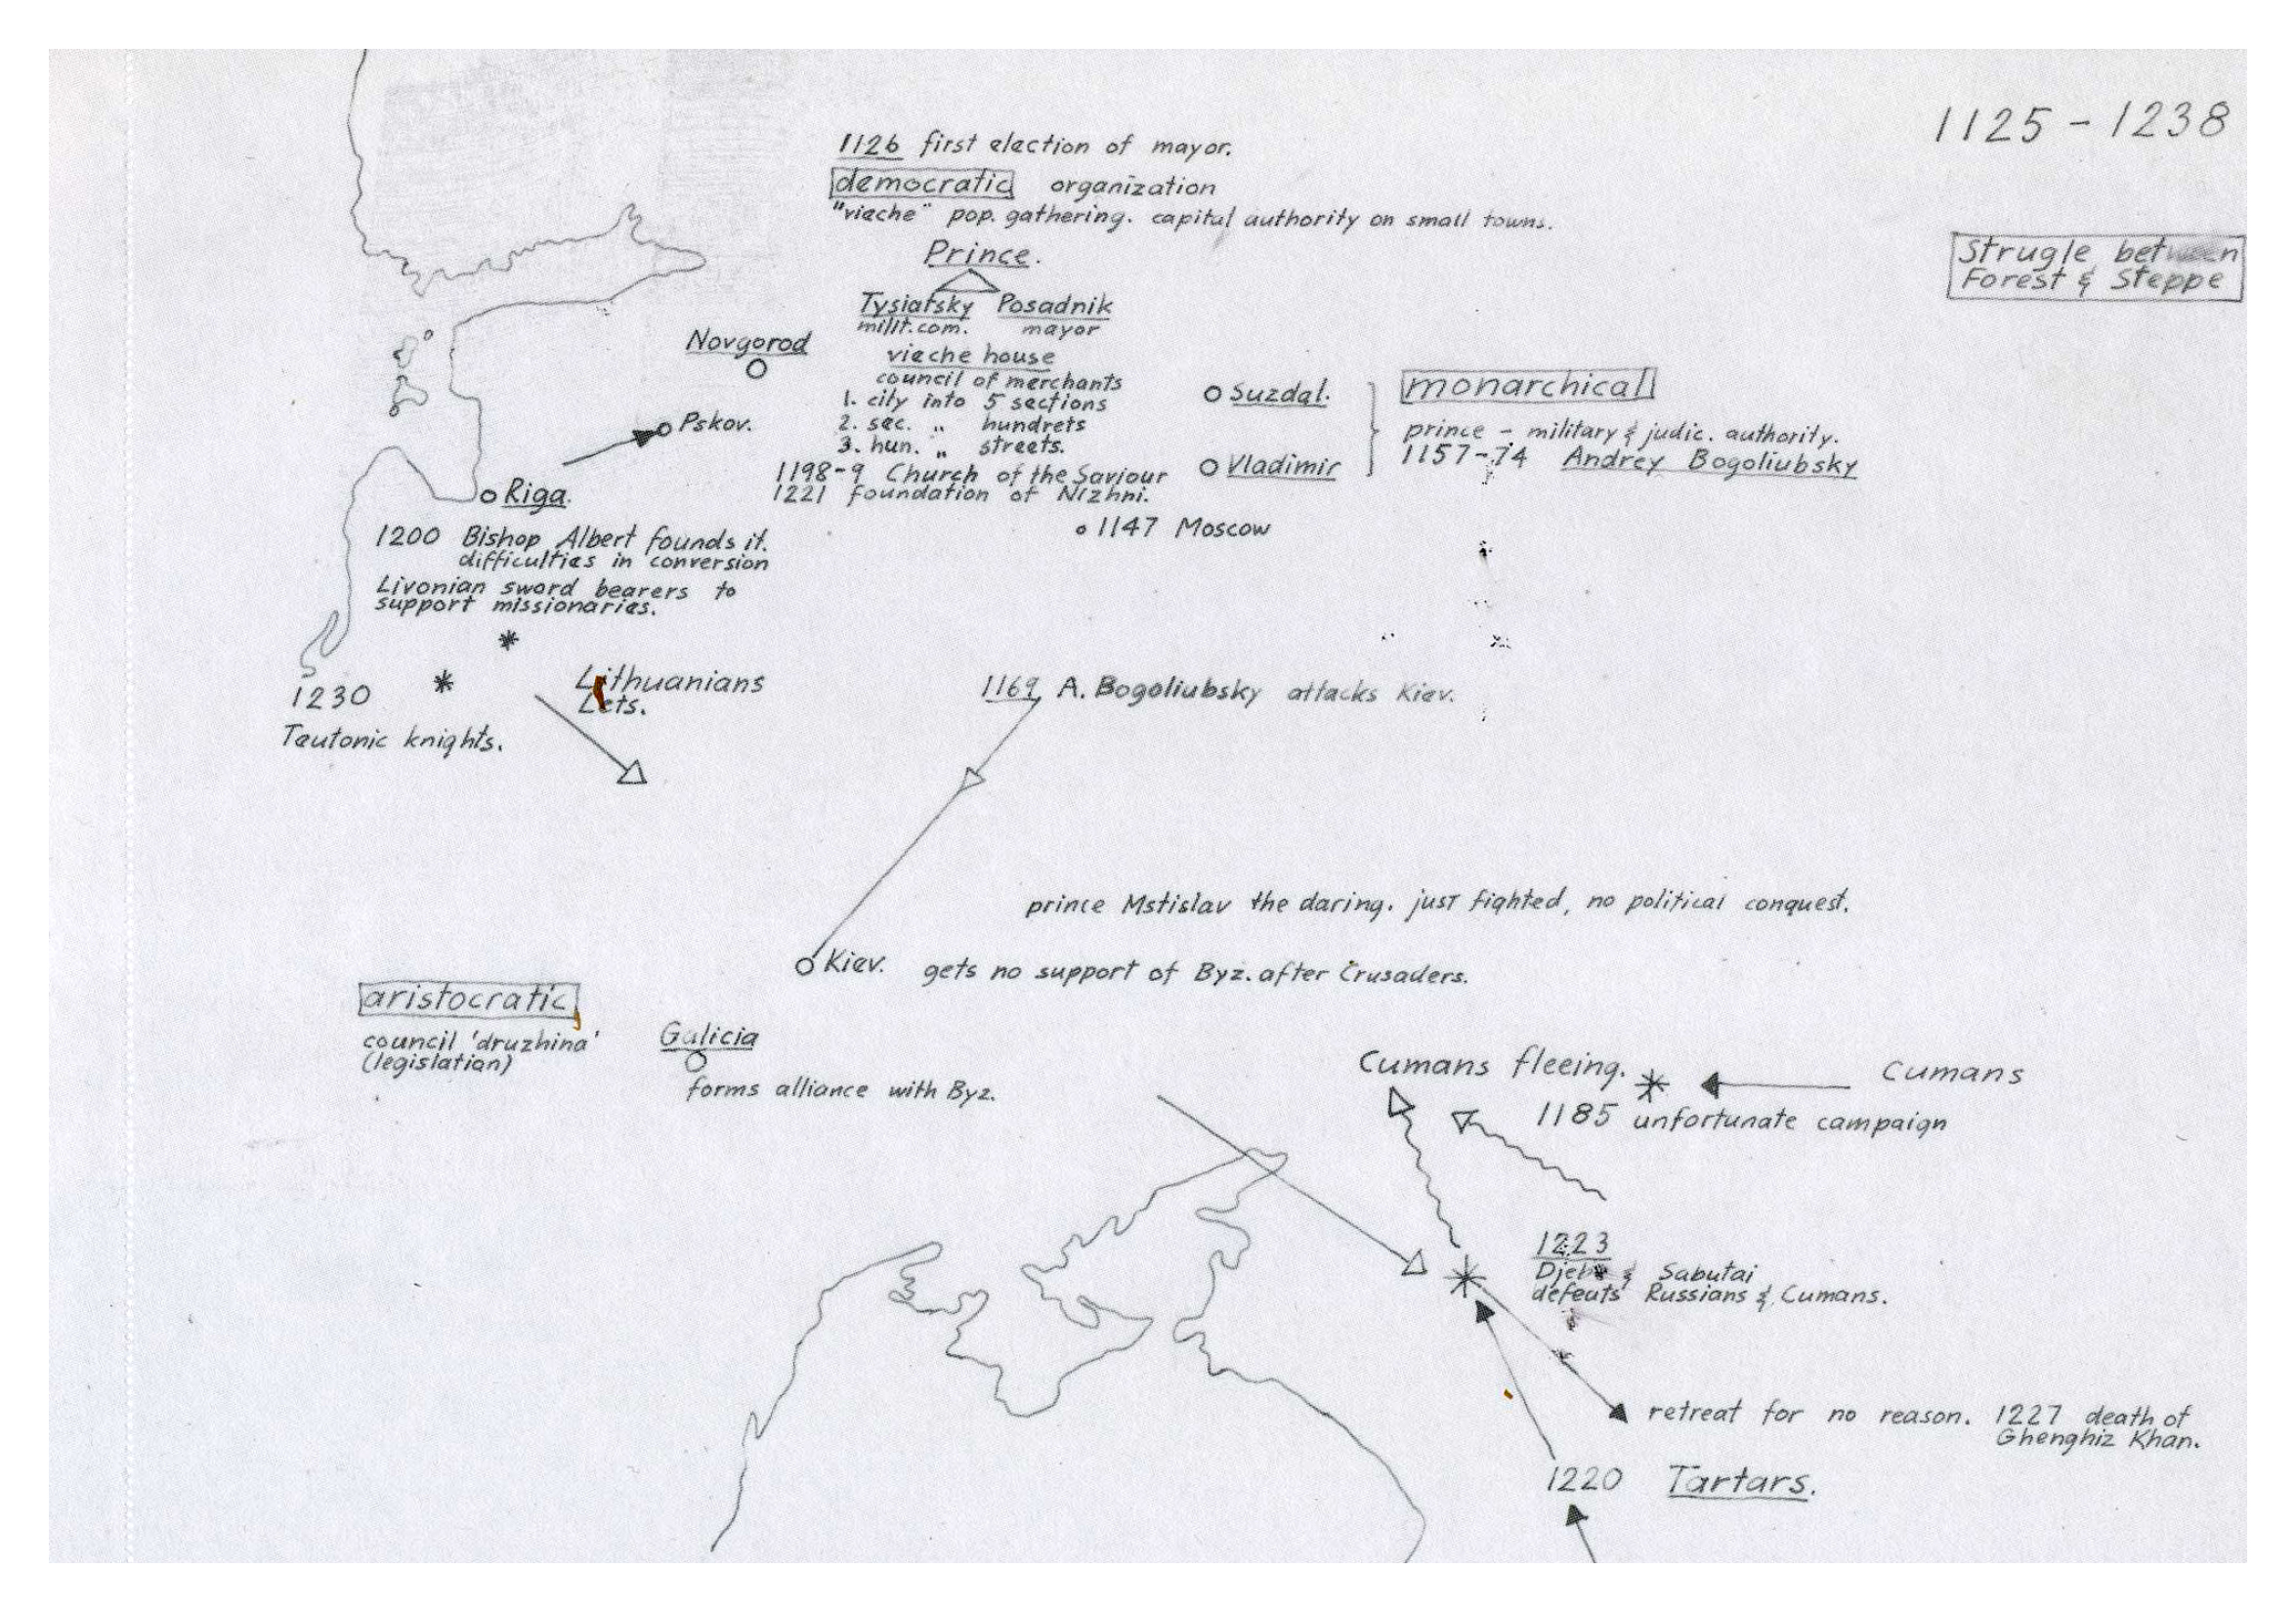 1125 - 1238
Strugle between
Forest & Steppe
1126 first election of mayor.
democratic organization
"vieche" pop. gathering. capital authority on small towns.
Prince.
Tysiatsky Posadnik
milit. com. mayor
vieche house
council of merchants
1. city into 5 sections
2. sec. " hundrets
3. hun. " streets.
1198-9 Church of the Saviour
1221 foundation of Nizhni.
Novgorod
Pskov.
Suzdal.
Vladimir
monarchical
prince - military & judic. authority.
1157-74 Andrey Bogoliubsky
1147 Moscow
Riga.
1200 Bishop Albert founds it.
difficulties in conversion
Livonian sword bearers to
support missionaries.
1230
Teutonic knights.
Lithuanians
Lets.
1169 A. Bogoliubsky attacks Kiev.
prince Mstislav the daring. just fighted, no political conquest.
Kiev. gets no support of Byz. after Crusaders.
aristocratic
council 'druzhina'
(legislation)
Galicia
forms alliance with Byz.
Cumans fleeing.
Cumans
1185 unfortunate campaign
1223
& Sabutai
defeats Russians & Cumans.
retreat for no reason. 1227 death of
Ghenghiz Khan.
1220 Tartars.